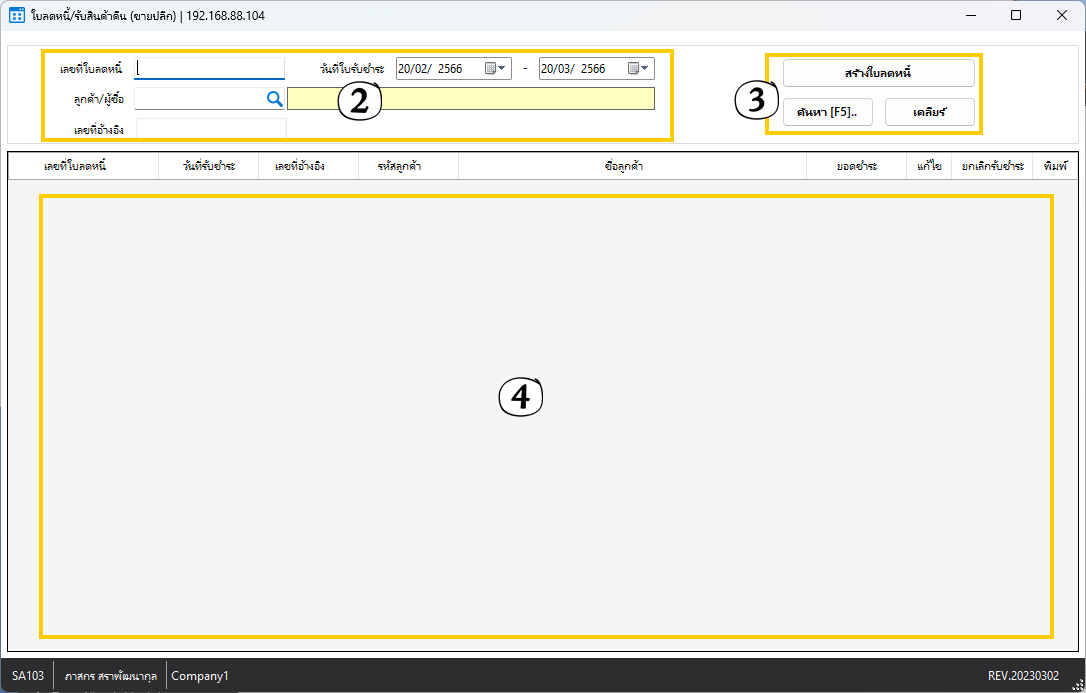 ใบลดหนี้/รับสินค้าคืน (ขายปลีก) | 192.168.88.104
เลขที่ใบลดหนี้ วันที่ใบรับชำระ 20/02/ 2566 - 20/03/ 2566
ลูกค้า/ผู้ซื้อ
เลขที่อ้างอิง
2
3
สร้างใบลดหนี้
ค้นหา [F5].. เคลียร์
เลขที่ใบลดหนี้ วันที่รับชำระ เลขที่อ้างอิง รหัสลูกค้า ชื่อลูกค้า ยอดชำระ แก้ไข ยกเลิกรับชำระ พิมพ์
4
SA103 ภาสกร สราพัฒนากุล Company1 REV.20230302